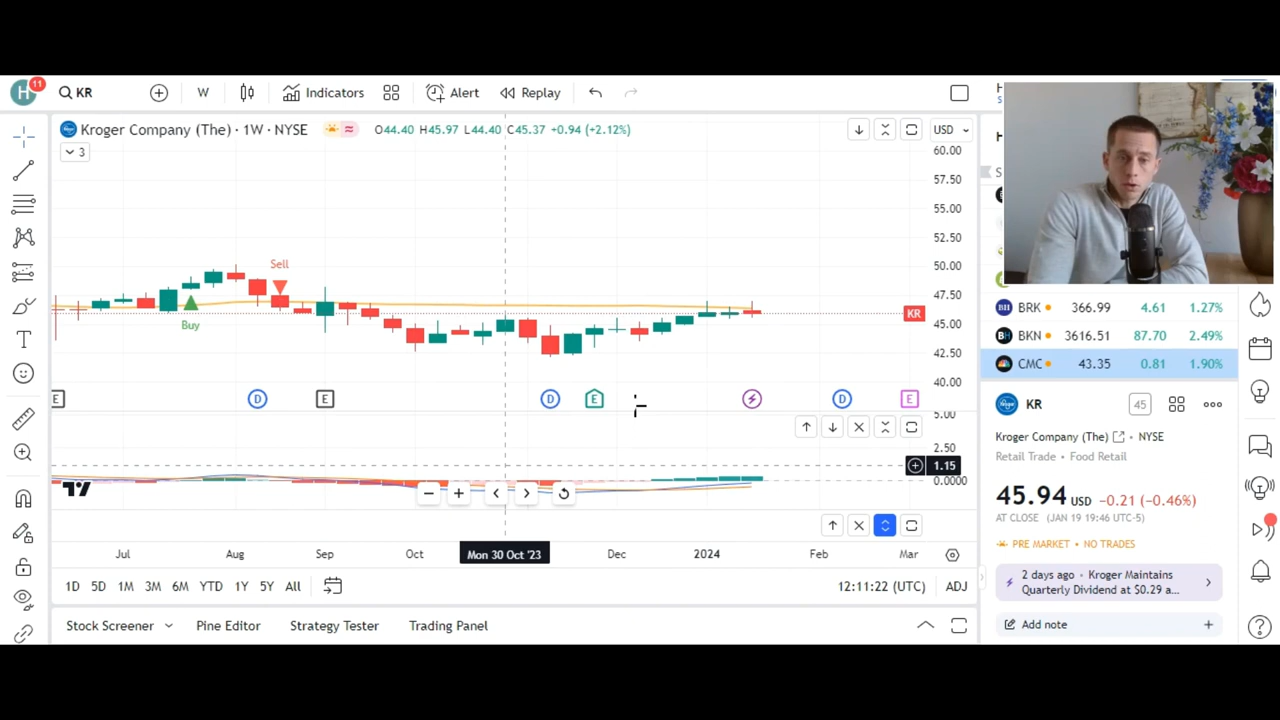 H 11 KR W Indicators Alert Replay
Kroger Company (The) · 1W · NYSE O44.40 H45.97 L44.40 C45.37 +0.94 (+2.12%) USD
3
60.00
57.50
55.00
52.50
50.00
47.50
KR
45.00
42.50
40.00
Sell
Buy
E D E D E D E
5.00
2.50
1.15
0.0000
Jul Aug Sep Oct Mon 30 Oct '23 Dec 2024 Feb Mar
1D 5D 1M 3M 6M YTD 1Y 5Y All 12:11:22 (UTC) ADJ
Stock Screener Pine Editor Strategy Tester Trading Panel
BRK 366.99 4.61 1.27%
BKN 3616.51 87.70 2.49%
CMC 43.35 0.81 1.90%
KR 45
Kroger Company (The) · NYSE
Retail Trade • Food Retail
45.94 USD −0.21 (−0.46%)
AT CLOSE (JAN 19 19:46 UTC-5)
PRE MARKET • NO TRADES
2 days ago · Kroger Maintains
Quarterly Dividend at $0.29 a...
Add note